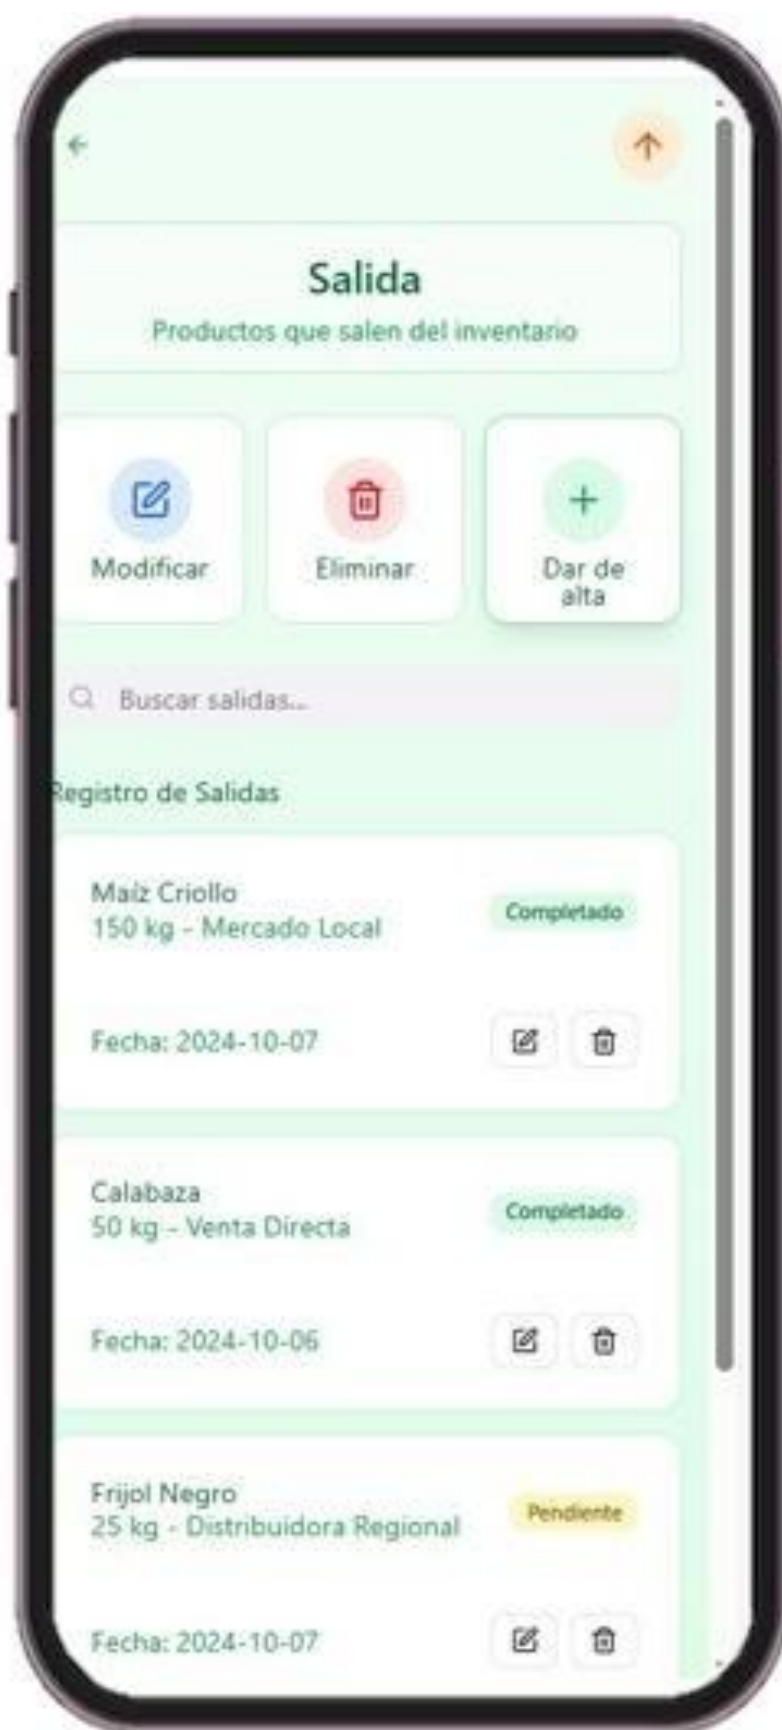 Salida
Productos que salen del inventario
Modificar
Eliminar
Dar de
alta
Buscar salidas...
Registro de Salidas
Maíz Criollo
150 kg - Mercado Local
Completado
Fecha: 2024-10-07
Calabaza
50 kg - Venta Directa
Completado
Fecha: 2024-10-06
Frijol Negro
25 kg - Distribuidora Regional
Pendiente
Fecha: 2024-10-07